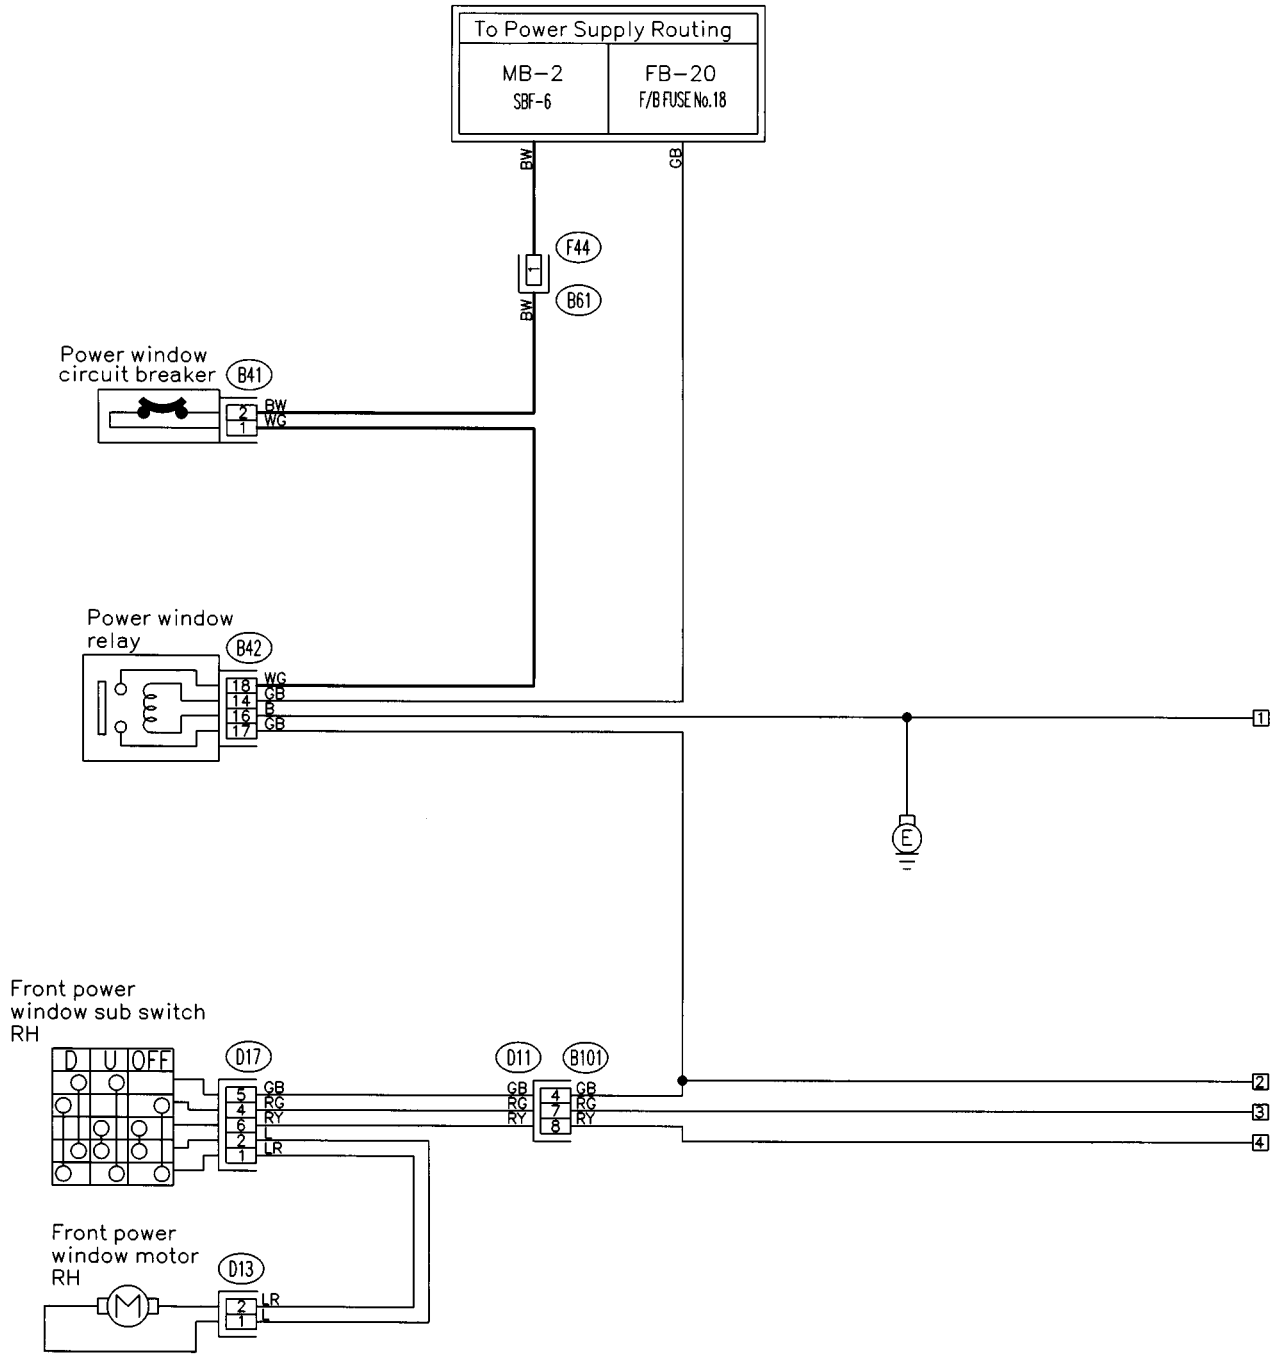 To Power Supply Routing
MB-2
FB-20
SBF-6
F/B FUSE No.18
BW
GB
F44
1
B61
BW
Power window
circuit breaker
B41
2
BW
1
WG
Power window
relay
B42
18
WG
14
GB
16
B
17
GB
1
E
Front power
window sub switch
RH
D
U
OFF
D17
D11
B101
5
GB
GB
4
GB
4
RG
RG
7
RG
6
RY
RY
8
RY
2
L
1
LR
2
3
4
Front power
window motor
RH
D13
M
2
LR
1
L